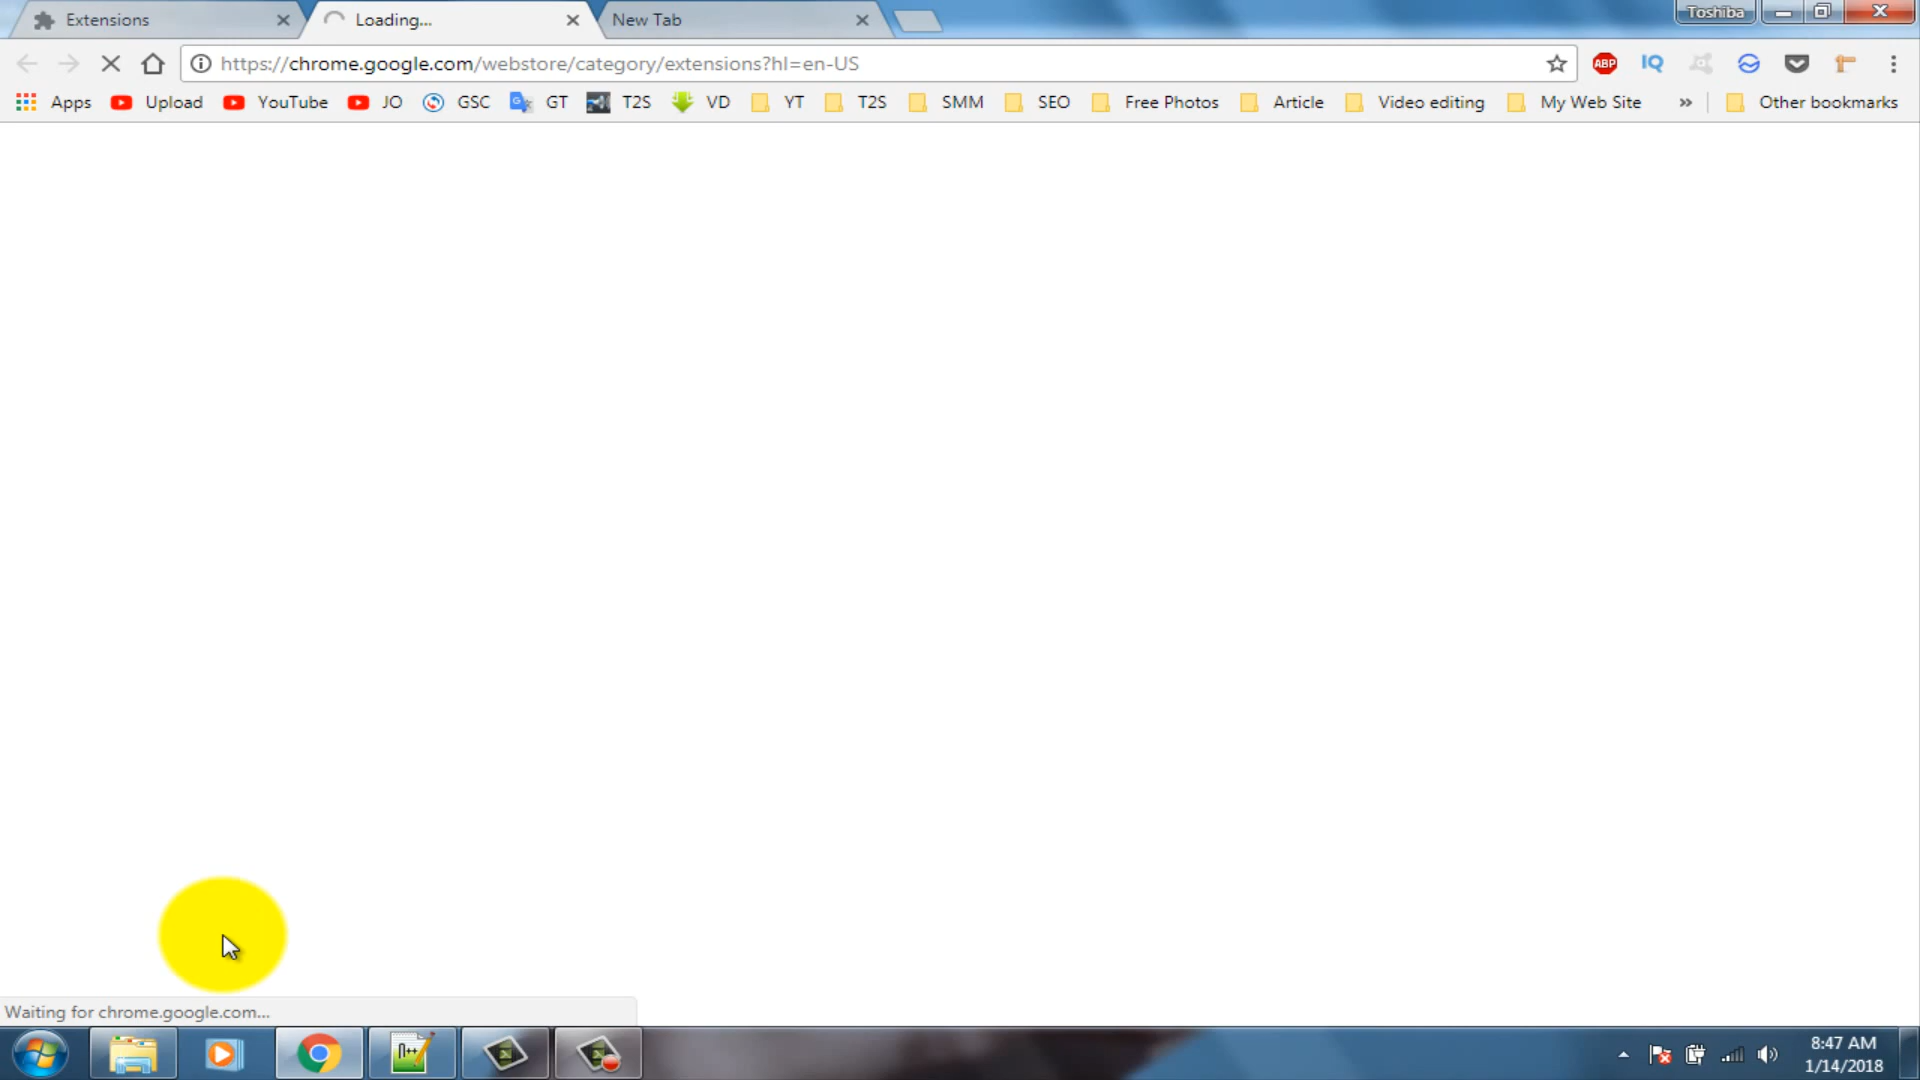 Extensions
Loading...
New Tab
Toshiba
https://chrome.google.com/webstore/category/extensions?hl=en-US
ABP
IQ
Apps
Upload
YouTube
JO
GSC
GT
T2S
VD
YT
T2S
SMM
SEO
Free Photos
Article
Video editing
My Web Site
»
Other bookmarks
Waiting for chrome.google.com...
n++
8:47 AM
1/14/2018